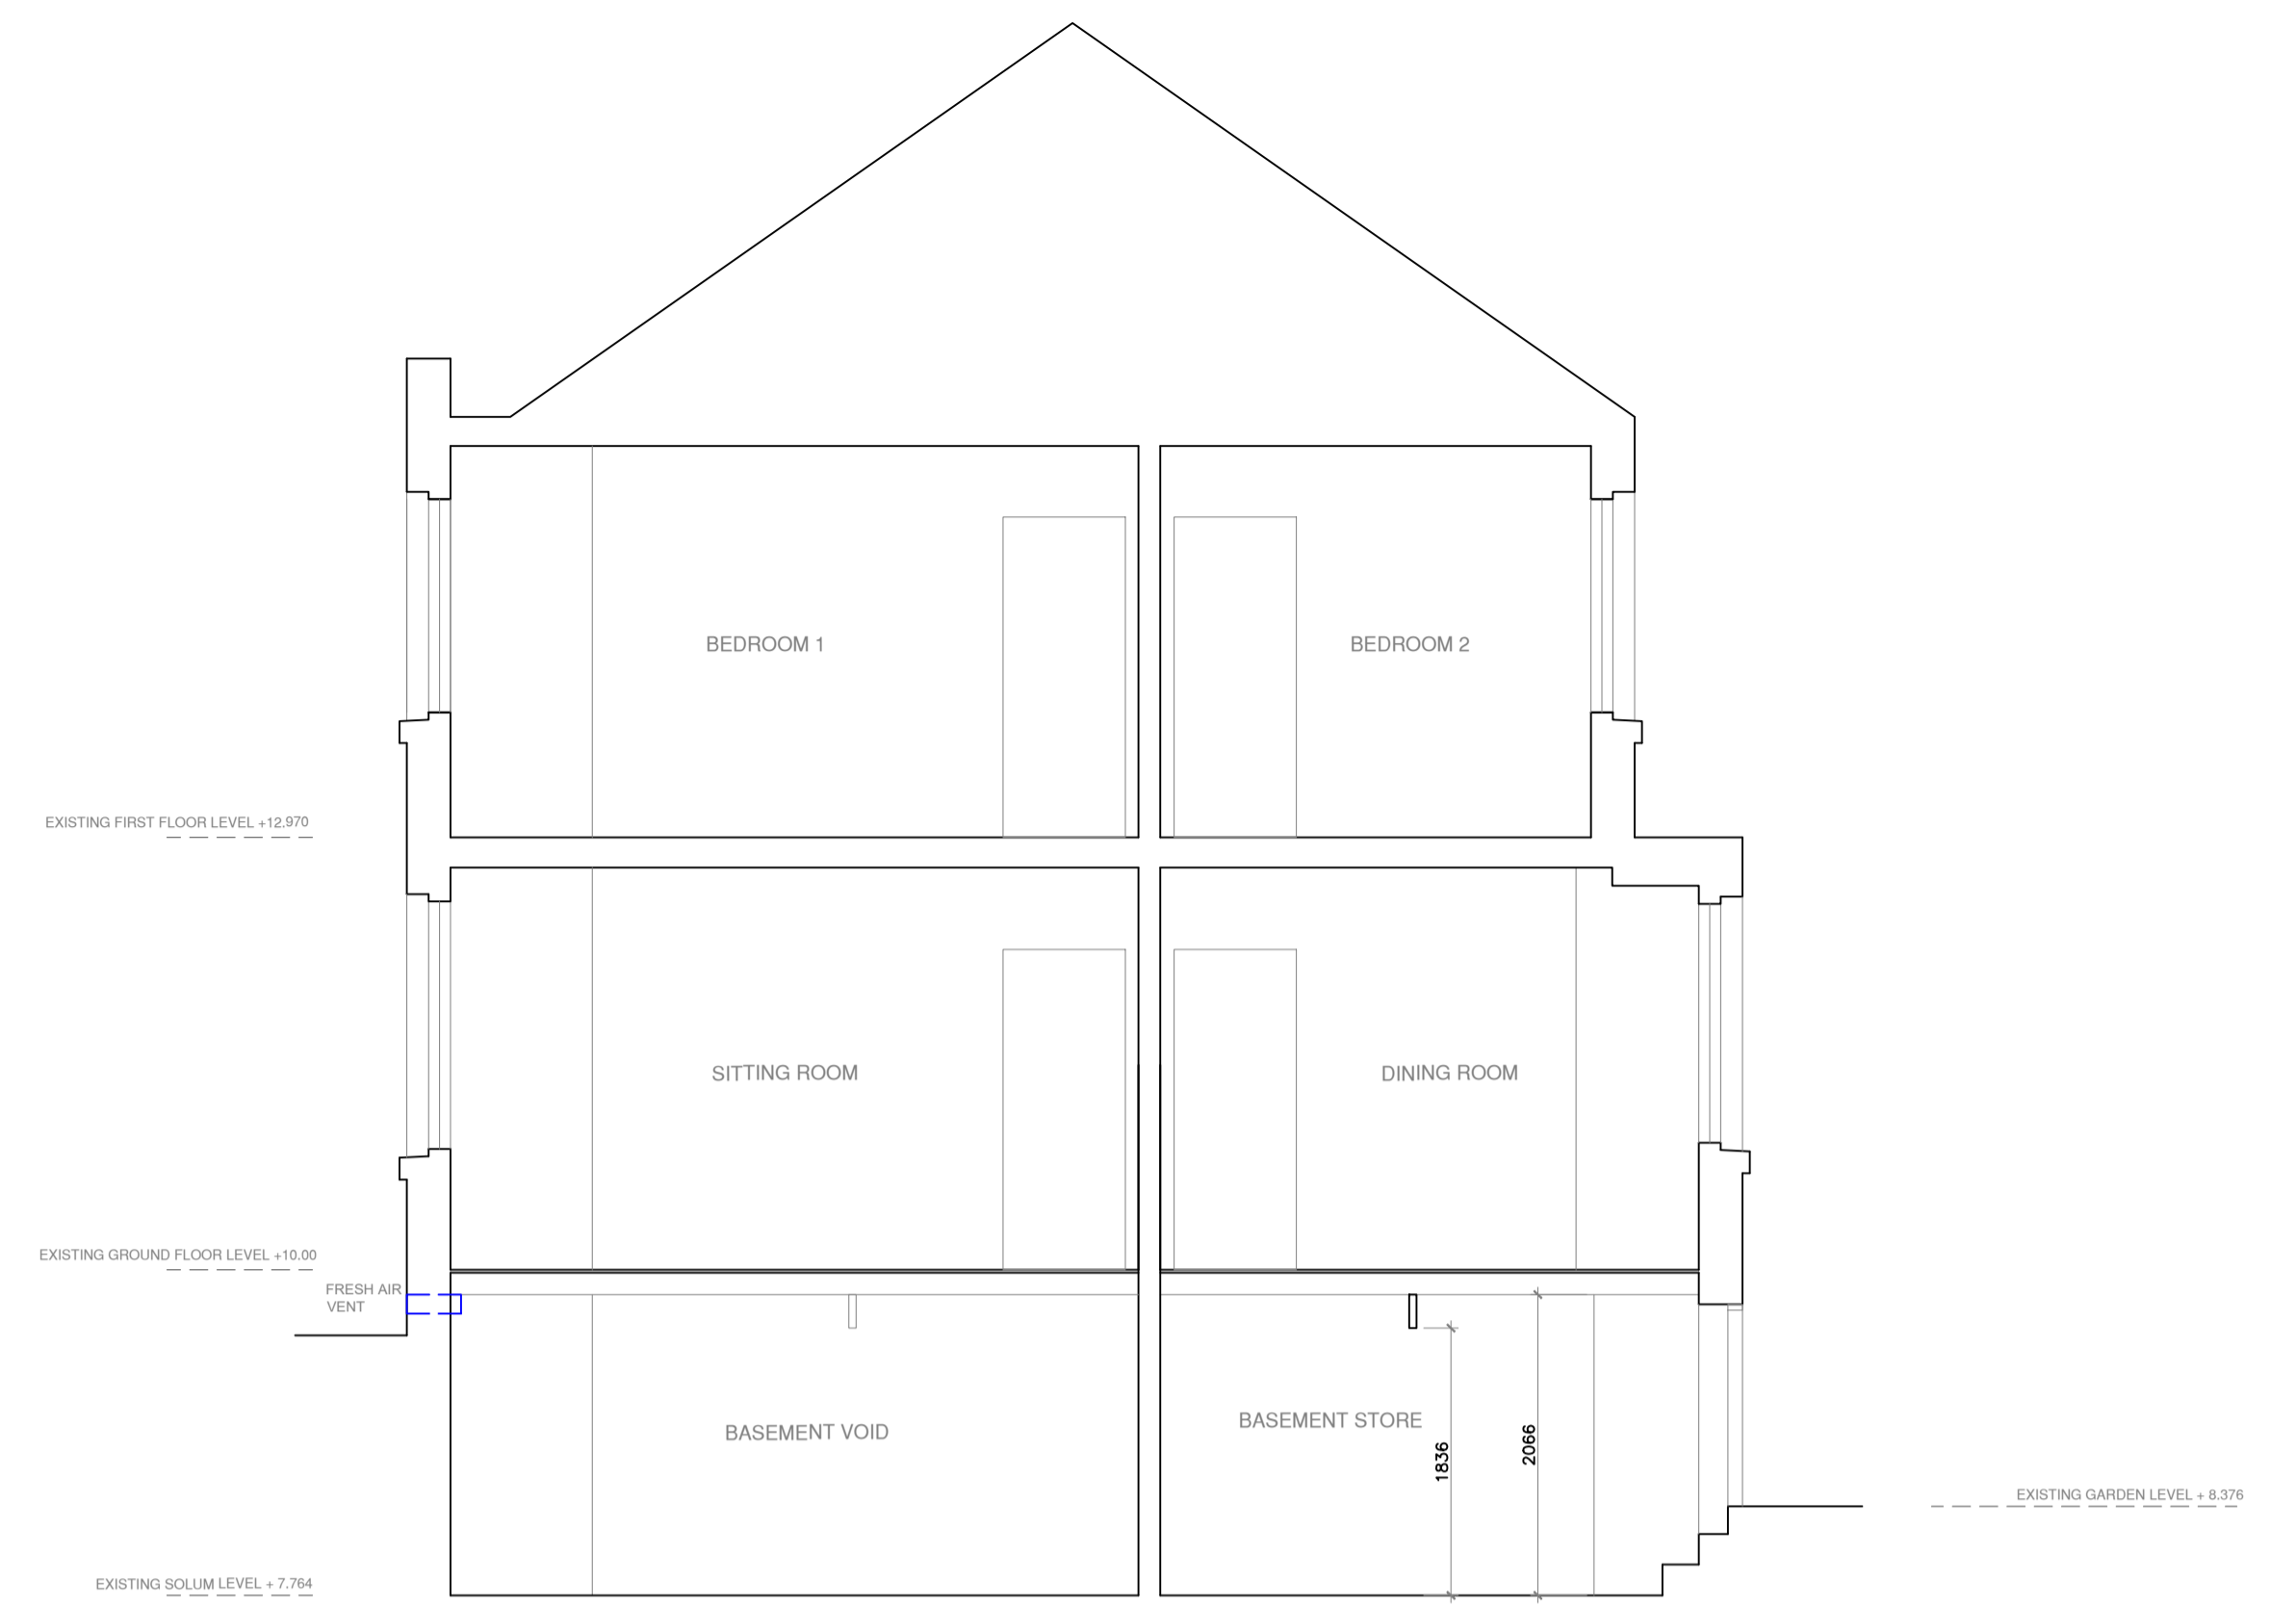 BEDROOM 1
BEDROOM 2
EXISTING FIRST FLOOR LEVEL +12.970
SITTING ROOM
DINING ROOM
EXISTING GROUND FLOOR LEVEL +10.00
FRESH AIR
VENT
BASEMENT VOID
BASEMENT STORE
1836
2066
EXISTING GARDEN LEVEL + 8.376
EXISTING SOLUM LEVEL + 7.764